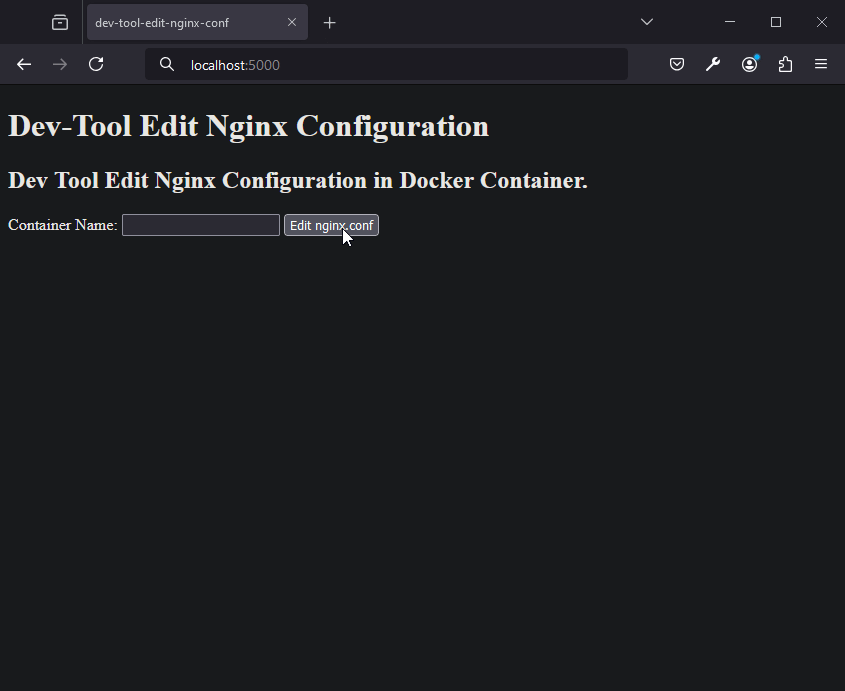 dev-tool-edit-nginx-conf
localhost:5000
Dev-Tool Edit Nginx Configuration
Dev Tool Edit Nginx Configuration in Docker Container.
Container Name: Edit nginx.conf